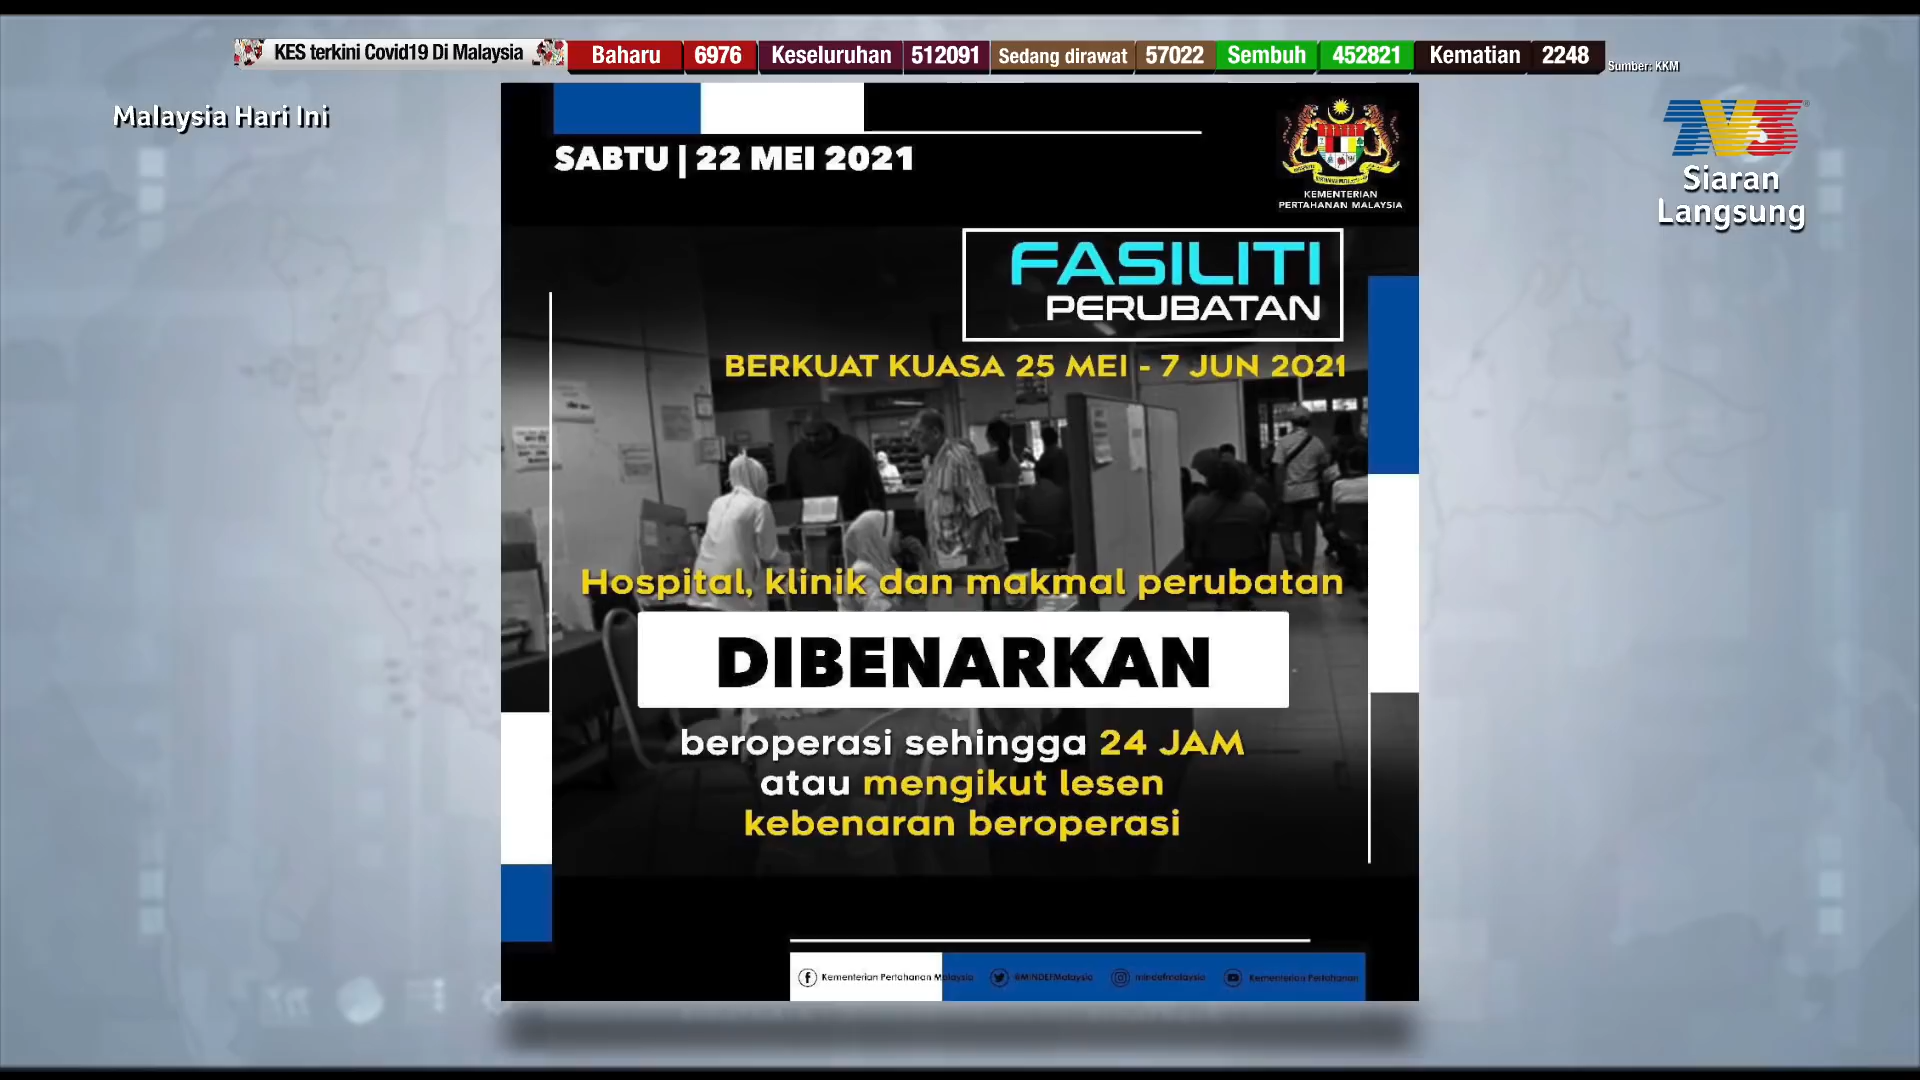 KES terkini Covid19 Di Malaysia Baharu 6976 Keseluruhan 512091 Sedang dirawat 57022 Sembuh 452821 Kematian 2248 Sumber: KKM
Malaysia Hari Ini
TV3
Siaran
Langsung
SABTU | 22 MEI 2021
KEMENTERIAN
PERTAHANAN MALAYSIA
FASILITI
PERUBATAN
BERKUAT KUASA 25 MEI - 7 JUN 2021
Hospital, klinik dan makmal perubatan
DIBENARKAN
beroperasi sehingga 24 JAM
atau mengikut lesen
kebenaran beroperasi
Kementerian Pertahanan Malaysia @MINDEFMalaysia mindefmalaysia Kementerian Pertahanan